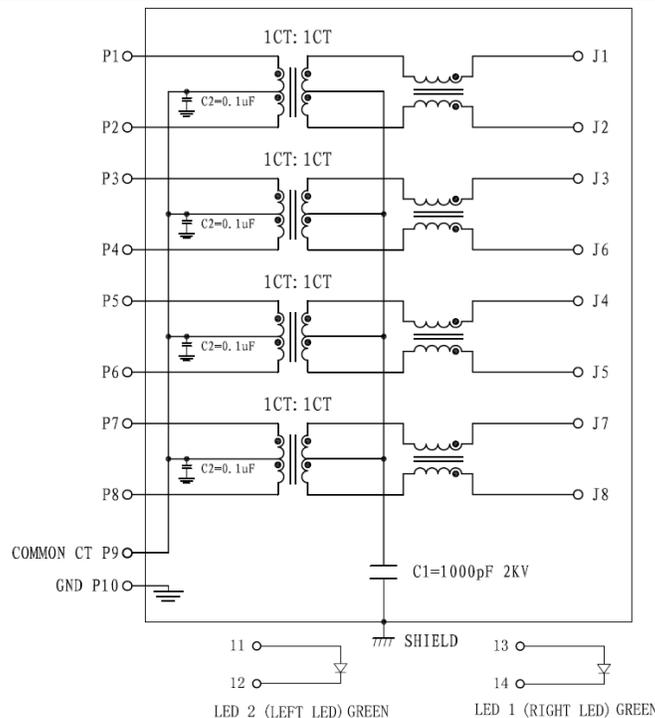 1CT: 1CT
P1
J1
C2=0.1uF
P2
J2
1CT: 1CT
P3
J3
C2=0.1uF
P4
J6
1CT: 1CT
P5
J4
C2=0.1uF
P6
J5
1CT: 1CT
P7
J7
C2=0.1uF
P8
J8
COMMON CT P9
GND P10
C1=1000pF 2KV
SHIELD
11
12
LED 2 (LEFT LED) GREEN
13
14
LED 1 (RIGHT LED) GREEN